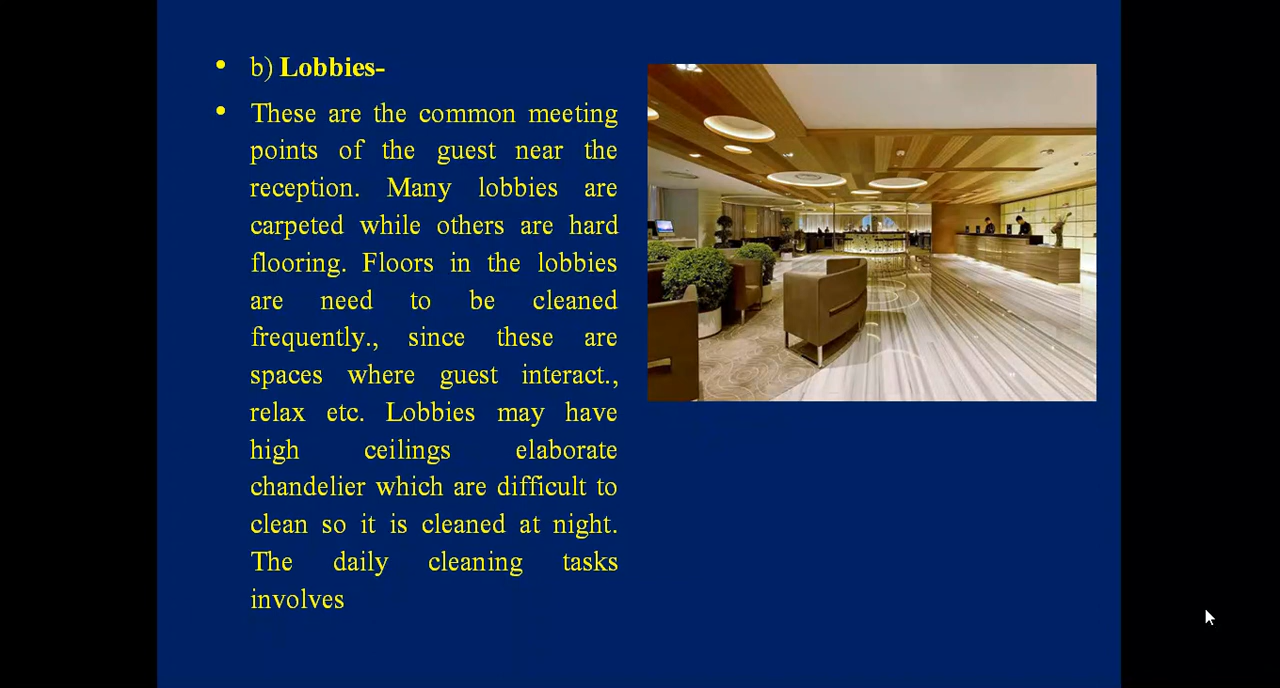 • b) Lobbies-
• These are the common meeting
points of the guest near the
reception. Many lobbies are
carpeted while others are hard
flooring. Floors in the lobbies
are need to be cleaned
frequently., since these are
spaces where guest interact.,
relax etc. Lobbies may have
high ceilings elaborate
chandelier which are difficult to
clean so it is cleaned at night.
The daily cleaning tasks
involves